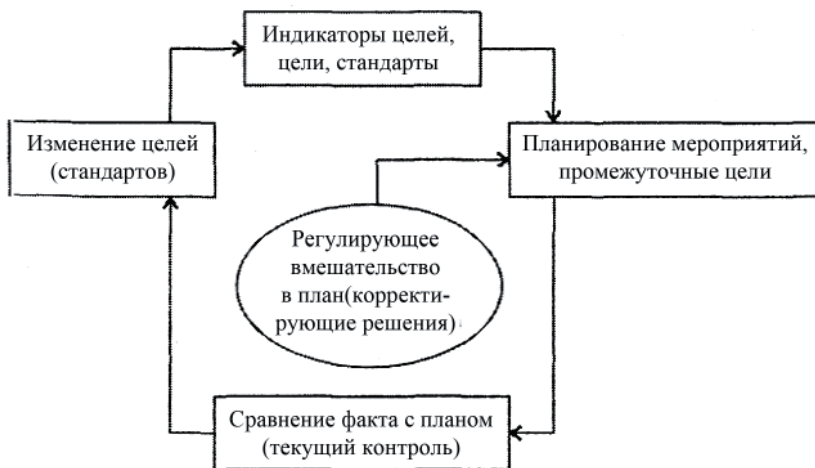 Индикаторы целей,
цели, стандарты
Изменение целей
(стандартов)
Планирование мероприятий,
промежуточные цели
Регулирующее
вмешательство
в план(корректи-
рующие решения)
Сравнение факта с планом
(текущий контроль)